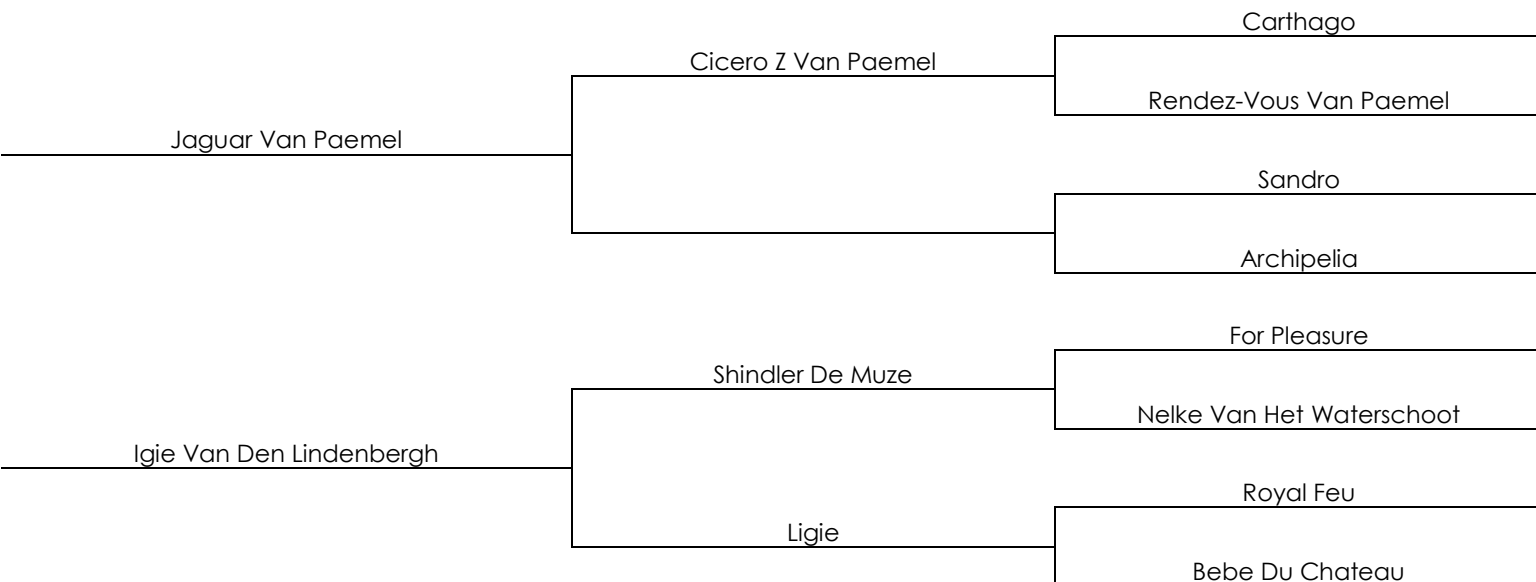 Carthago
Cicero Z Van Paemel
Rendez-Vous Van Paemel
Jaguar Van Paemel
Sandro
Archipelia
For Pleasure
Shindler De Muze
Nelke Van Het Waterschoot
Igie Van Den Lindenbergh
Royal Feu
Ligie
Bebe Du Chateau